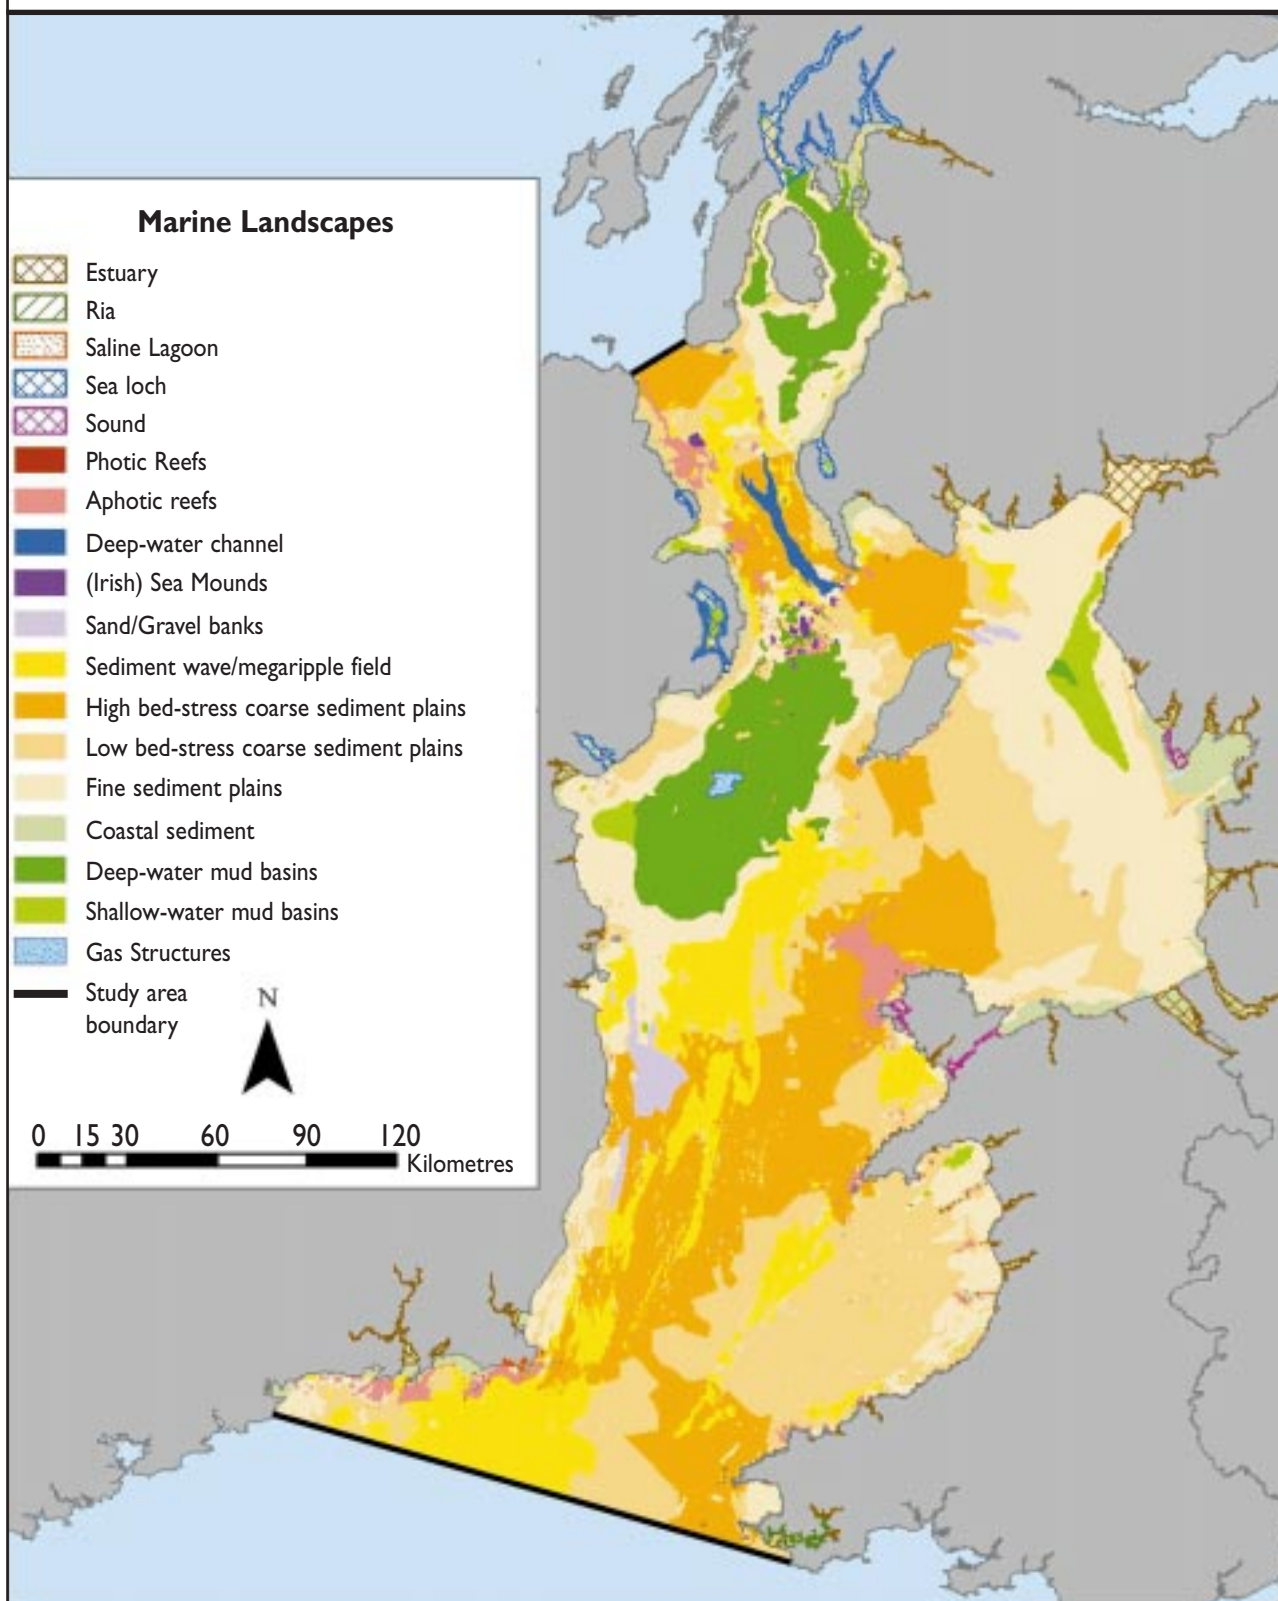 Marine Landscapes
Estuary
Ria
Saline Lagoon
Sea loch
Sound
Photic Reefs
Aphotic reefs
Deep-water channel
(Irish) Sea Mounds
Sand/Gravel banks
Sediment wave/megaripple field
High bed-stress coarse sediment plains
Low bed-stress coarse sediment plains
Fine sediment plains
Coastal sediment
Deep-water mud basins
Shallow-water mud basins
Gas Structures
Study area
boundary
N
0 15 30 60 90 120
Kilometres